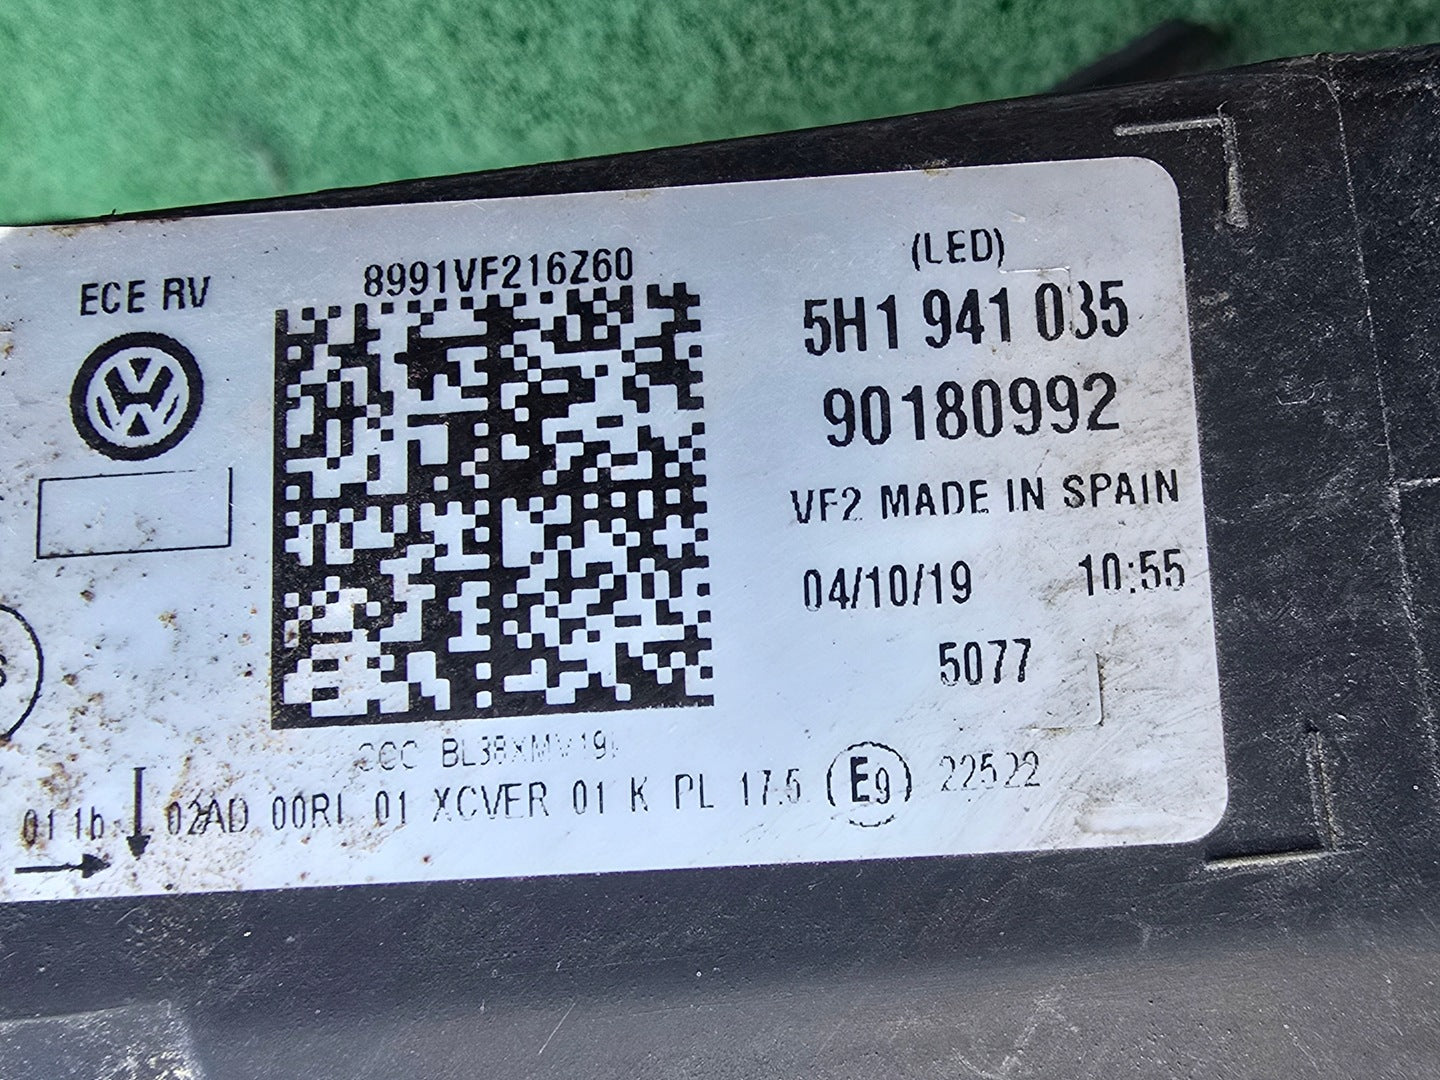 ECE RV
8991VF216Z60
(LED)
5H1 941 035
90180992
VF2 MADE IN SPAIN
04/10/19 10:55
5077
CCC BL38XMV19
01 1b 02AD 00RL 01 XCVER 01 K PL 17.5 E9 22522